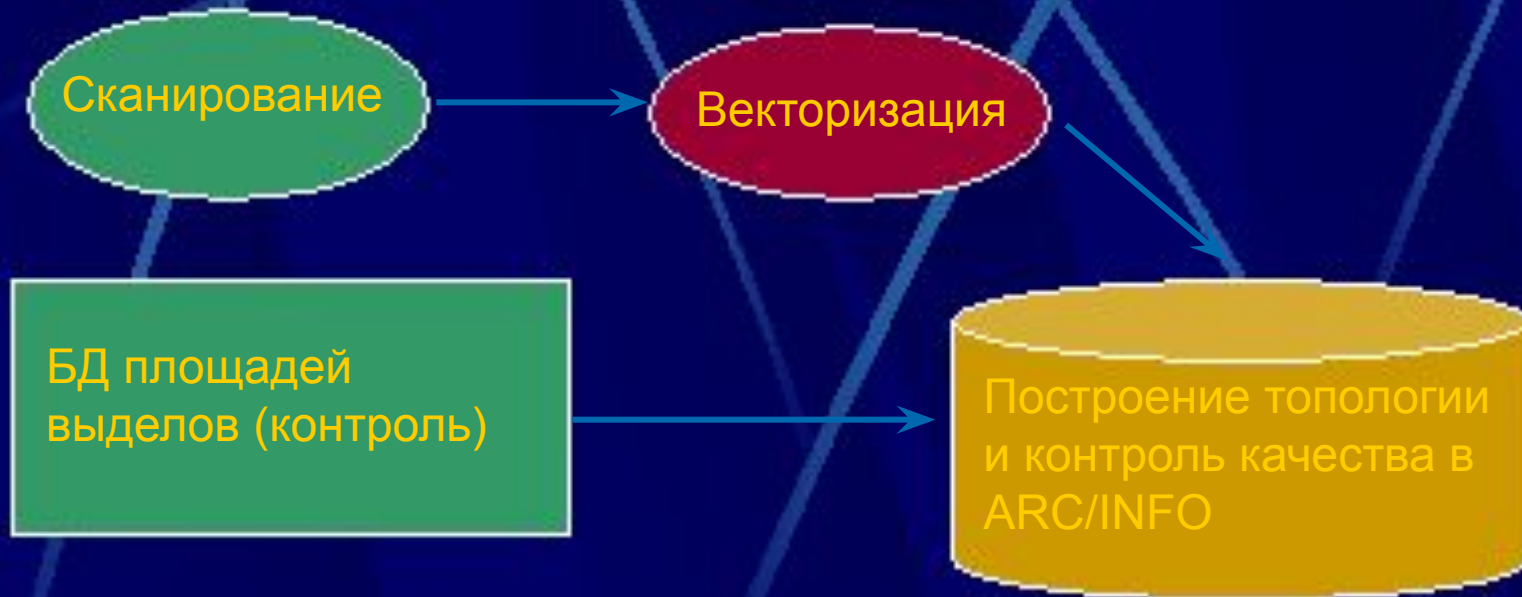 Сканирование
Векторизация
БД площадей
выделов (контроль)
Построение топологии
и контроль качества в
ARC/INFO